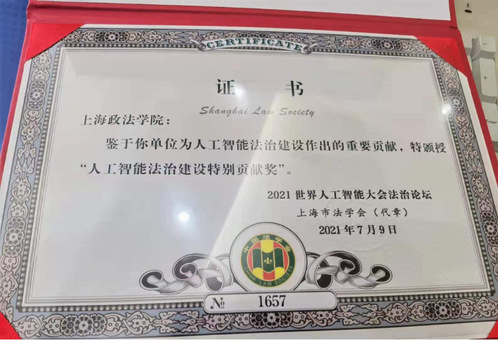 CERTIFICATE
证 书
Shanghai Law Society
上海政法学院：
鉴于你单位为人工智能法治建设作出的重要贡献，特颁授
“人工智能法治建设特别贡献奖”。
2021 世界人工智能大会法治论坛
上海市法学会（代章）
2021 年 7 月 9 日
№ 1657